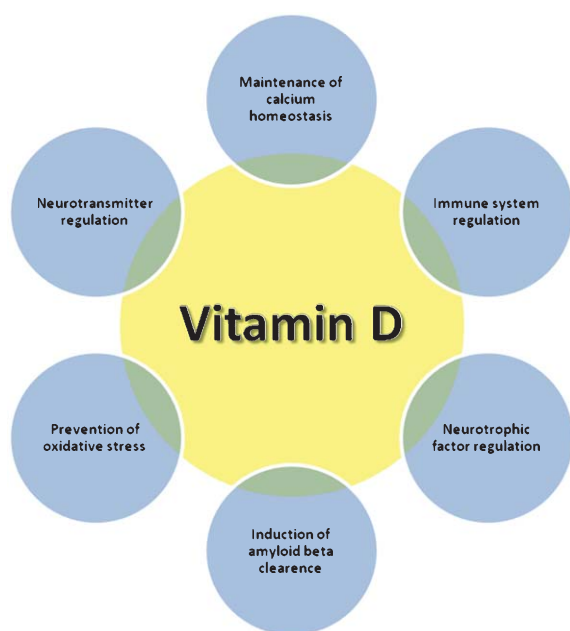 Maintenance of
calcium
homeostasis
Neurotransmitter
regulation
Immune system
regulation
Vitamin D
Prevention of
oxidative stress
Neurotrophic
factor regulation
Induction of
amyloid beta
clearence